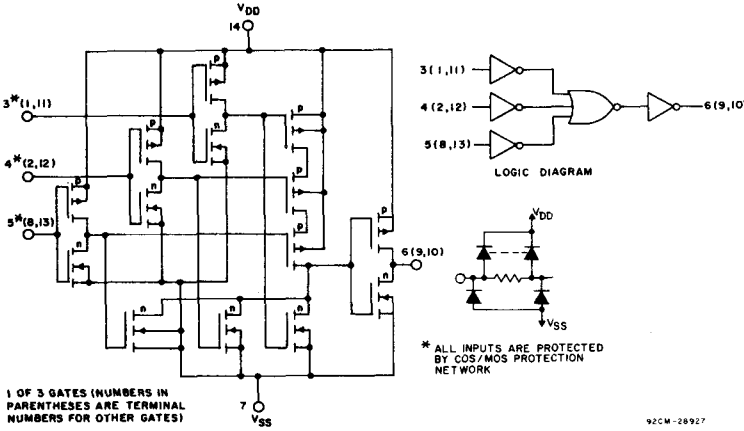 VDD
14
3*(1,11)
4*(2,12)
5*(8,13)
p
n
p
n
p
n
p
p
p
p
n
6(9,10)
n
n
n
7
VSS
1 OF 3 GATES (NUMBERS IN
PARENTHESES ARE TERMINAL
NUMBERS FOR OTHER GATES)
3(1,11)
4(2,12)
5(8,13)
6(9,10)
LOGIC DIAGRAM
VDD
VSS
* ALL INPUTS ARE PROTECTED
BY COS/MOS PROTECTION
NETWORK
92CM-28927